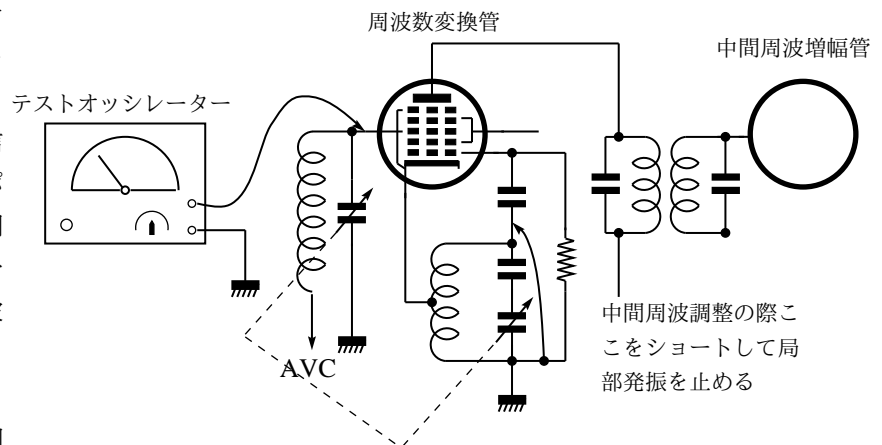 周波数変換管
中間周波増幅管
テストオッシレーター
中間周波調整の際こ
こをショートして局
部発振を止める
AVC